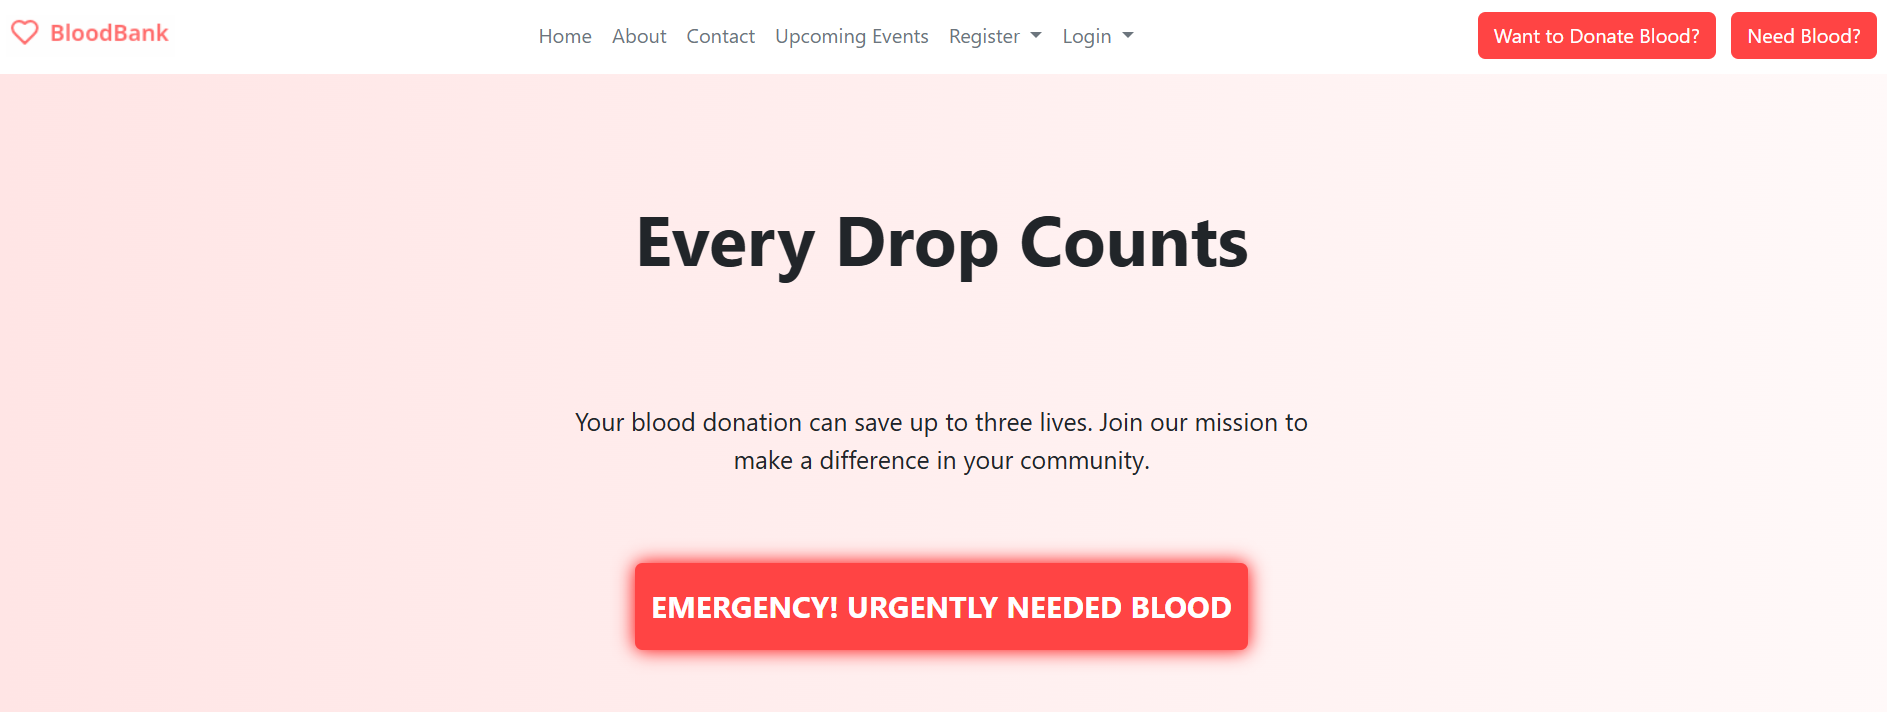 BloodBank
Home About Contact Upcoming Events Register Login
Want to Donate Blood? Need Blood?
Every Drop Counts
Your blood donation can save up to three lives. Join our mission to
make a difference in your community.
EMERGENCY! URGENTLY NEEDED BLOOD